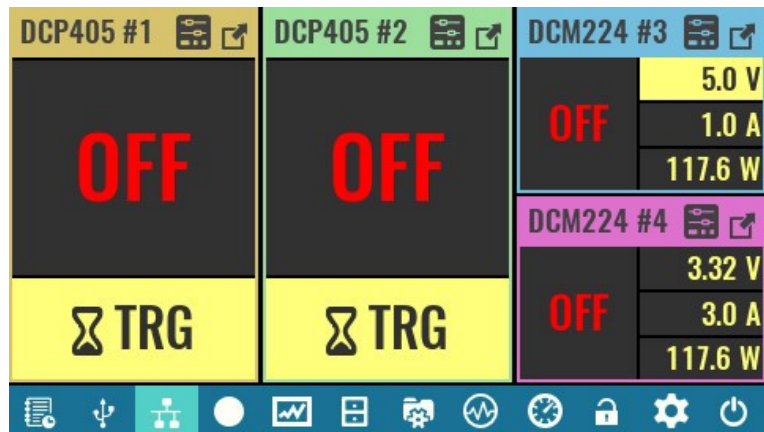 DCP405 #1
OFF
TRG
DCP405 #2
OFF
TRG
DCM224 #3
OFF
5.0 V
1.0 A
117.6 W
DCM224 #4
OFF
3.32 V
3.0 A
117.6 W